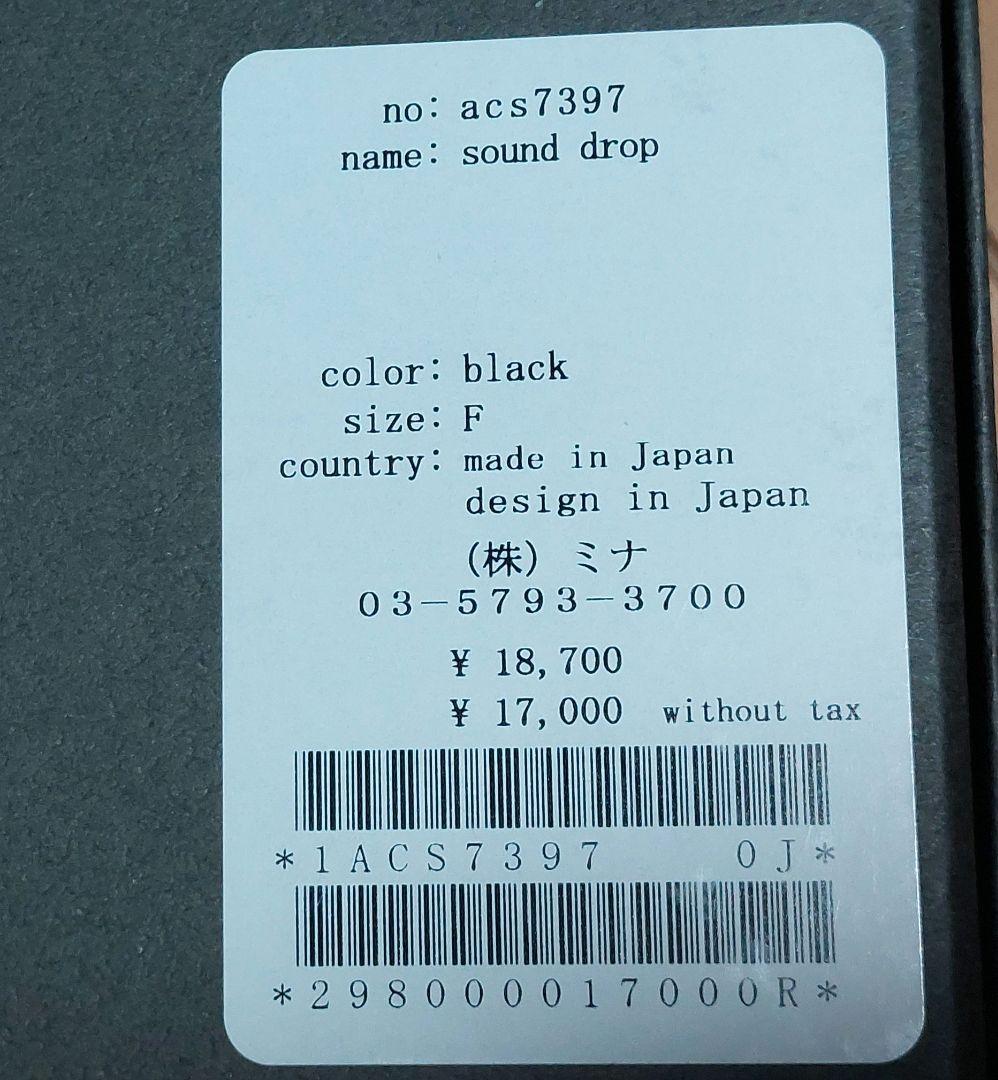 no: acs7397
name: sound drop
color: black
size: F
country: made in Japan
design in Japan
(株) ミナ
03-5793-3700
¥ 18,700
¥ 17,000 without tax
*1ACS7397   0J*
*298000017000R*